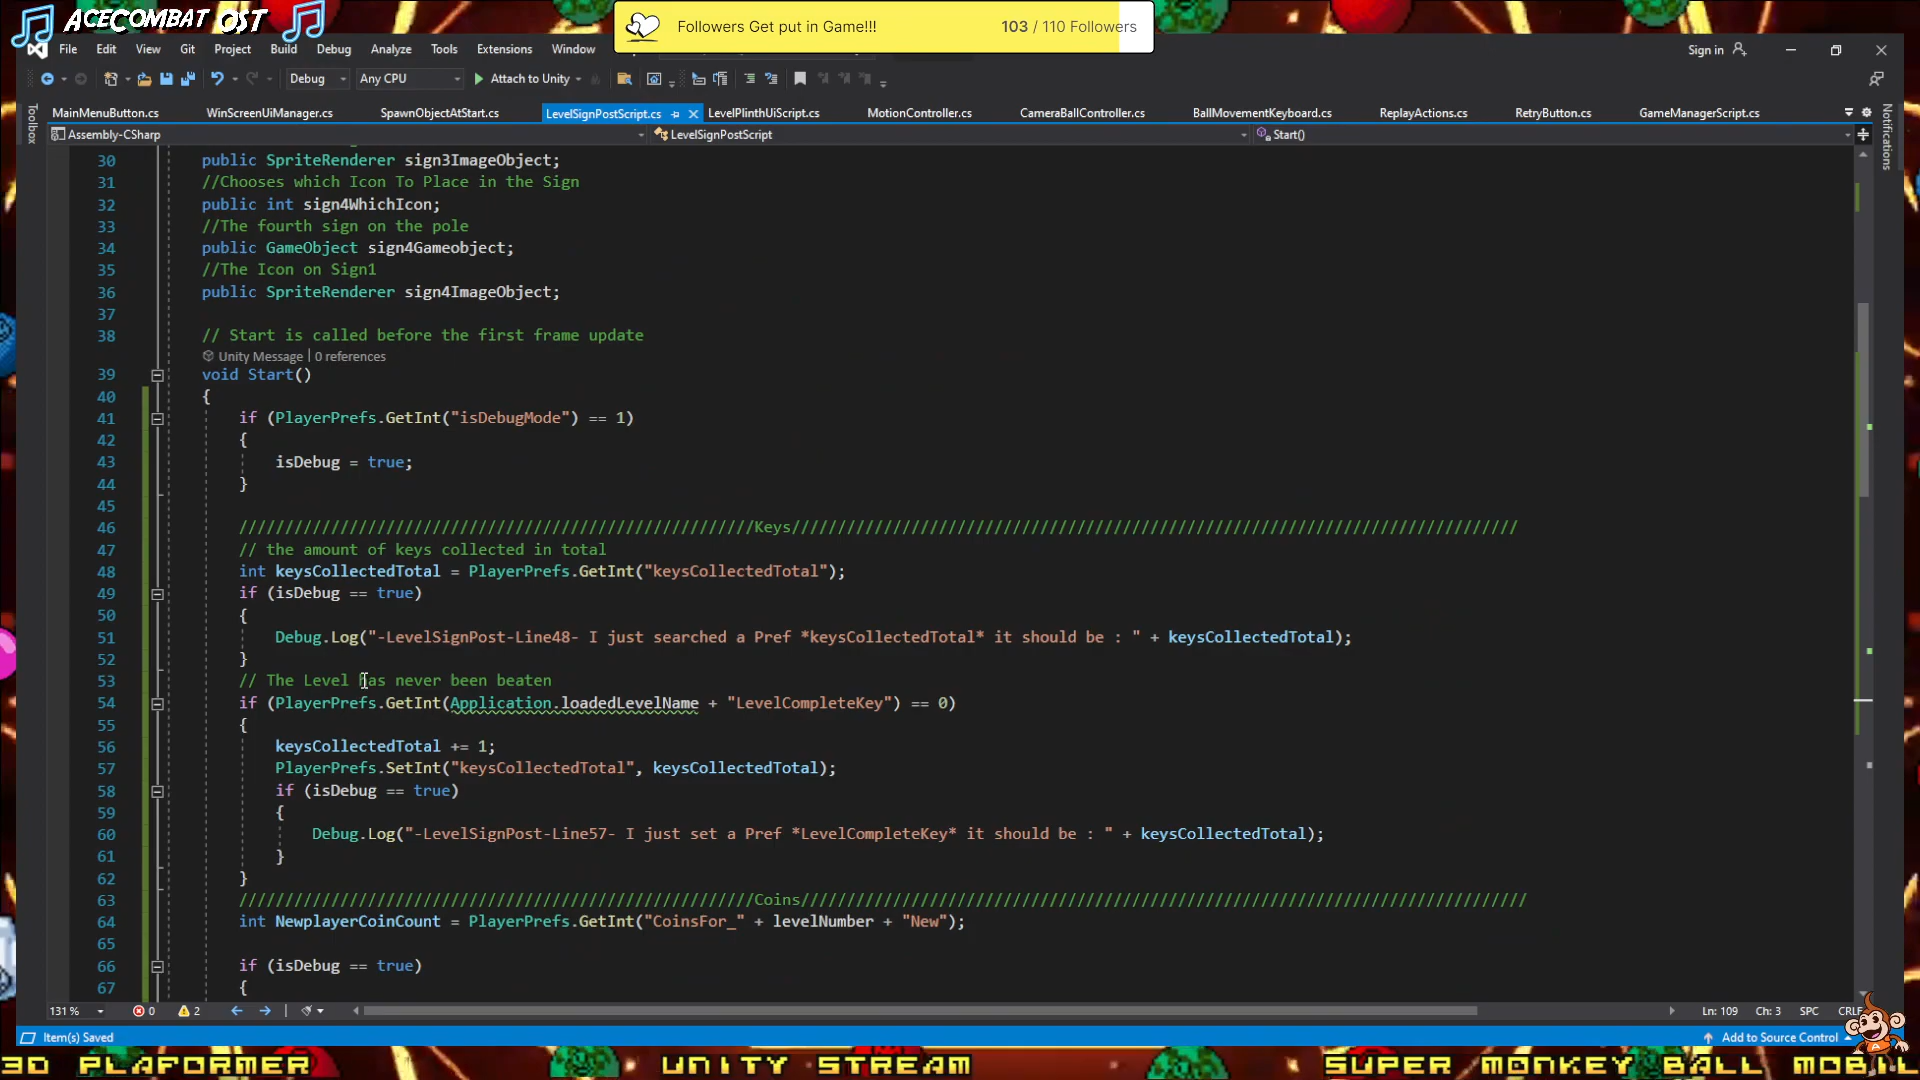 ACECOMBAT OST
Followers Get put in Game!!! 103 / 110 Followers
File Edit View Git Project Build Debug Analyze Tools Extensions Window Sign in
Debug Any CPU Attach to Unity
MainMenuButton.cs WinScreenUiManager.cs SpawnObjectAtStart.cs LevelSignPostScript.cs LevelPlinthUiScript.cs MotionController.cs CameraBallController.cs BallMovementKeyboard.cs ReplayActions.cs RetryButton.cs GameManagerScript.cs
Toolbox
Notifications
Assembly-CSharp LevelSignPostScript Start()
30 public SpriteRenderer sign3ImageObject;
31 //Chooses which Icon To Place in the Sign
32 public int sign4WhichIcon;
33 //The fourth sign on the pole
34 public GameObject sign4Gameobject;
35 //The Icon on Sign1
36 public SpriteRenderer sign4ImageObject;
37
38 // Start is called before the first frame update
Unity Message | 0 references
39 void Start()
40 {
41 if (PlayerPrefs.GetInt("isDebugMode") == 1)
42 {
43 isDebug = true;
44 }
45
46 ////////////////////////////////////////////////////////Keys///////////////////////////////////////////////////////////////////////////////
47 // the amount of keys collected in total
48 int keysCollectedTotal = PlayerPrefs.GetInt("keysCollectedTotal");
49 if (isDebug == true)
50 {
51 Debug.Log("-LevelSignPost-Line48- I just searched a Pref *keysCollectedTotal* it should be : " + keysCollectedTotal);
52 }
53 // The Level has never been beaten
54 if (PlayerPrefs.GetInt(Application.loadedLevelName + "LevelCompleteKey") == 0)
55 {
56 keysCollectedTotal += 1;
57 PlayerPrefs.SetInt("keysCollectedTotal", keysCollectedTotal);
58 if (isDebug == true)
59 {
60 Debug.Log("-LevelSignPost-Line57- I just set a Pref *LevelCompleteKey* it should be : " + keysCollectedTotal);
61 }
62 }
63 ////////////////////////////////////////////////////////Coins///////////////////////////////////////////////////////////////////////////////
64 int NewplayerCoinCount = PlayerPrefs.GetInt("CoinsFor_" + levelNumber + "New");
65
66 if (isDebug == true)
67 {
131 % 0 2 Ln: 109 Ch: 3 SPC CRLF
Item(s) Saved Add to Source Control
3D PLAFORMER UNITY STREAM SUPER MONKEY BALL MOBIL